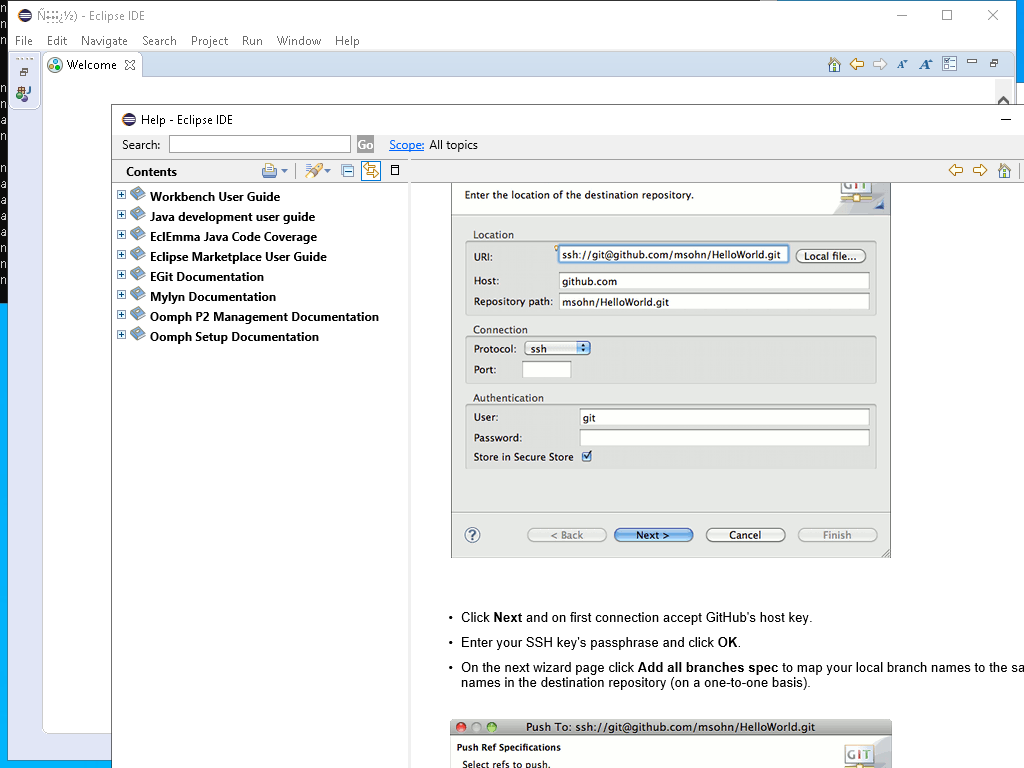 - Eclipse IDE
File Edit Navigate Search Project Run Window Help
Welcome
Help - Eclipse IDE
Search: Go Scope: All topics
Contents
Workbench User Guide
Java development user guide
EclEmma Java Code Coverage
Eclipse Marketplace User Guide
EGit Documentation
Mylyn Documentation
Oomph P2 Management Documentation
Oomph Setup Documentation
Enter the location of the destination repository.
GIT
Location
URI: ssh://git@github.com/msohn/HelloWorld.git Local file...
Host: github.com
Repository path: msohn/HelloWorld.git
Connection
Protocol: ssh
Port:
Authentication
User: git
Password:
Store in Secure Store
? < Back Next > Cancel Finish
• Click Next and on first connection accept GitHub's host key.
• Enter your SSH key's passphrase and click OK.
• On the next wizard page click Add all branches spec to map your local branch names to the sa
names in the destination repository (on a one-to-one basis).
Push To: ssh://git@github.com/msohn/HelloWorld.git
Push Ref Specifications
Select refs to push.
GIT